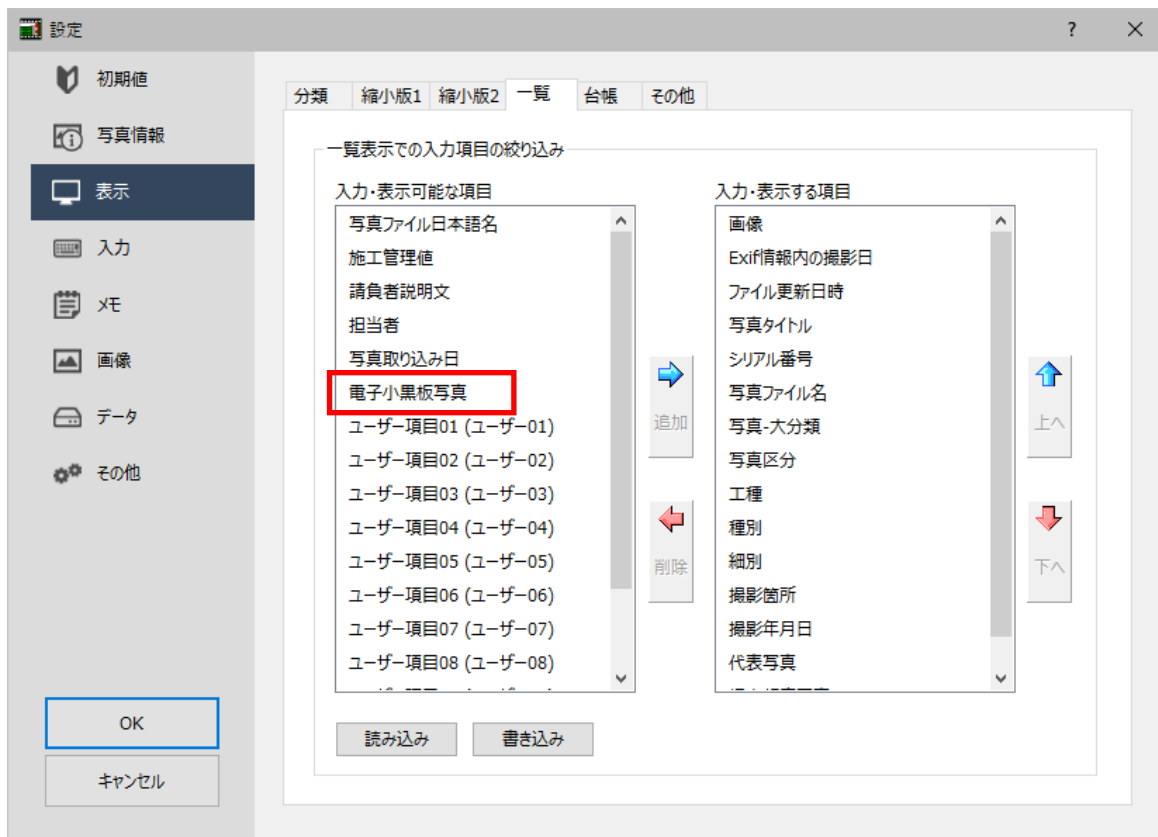 設定
?
初期値
写真情報
表示
入力
メモ
画像
データ
その他
OK
キャンセル
分類 縮小版1 縮小版2 一覧 台帳 その他
一覧表示での入力項目の絞り込み
入力・表示可能な項目
写真ファイル日本語名
施工管理値
請負者説明文
担当者
写真取り込み日
電子小黒板写真
ユーザー項目01 (ユーザー01)
ユーザー項目02 (ユーザー02)
ユーザー項目03 (ユーザー03)
ユーザー項目04 (ユーザー04)
ユーザー項目05 (ユーザー05)
ユーザー項目06 (ユーザー06)
ユーザー項目07 (ユーザー07)
ユーザー項目08 (ユーザー08)
追加
削除
入力・表示する項目
画像
Exif情報内の撮影日
ファイル更新日時
写真タイトル
シリアル番号
写真ファイル名
写真-大分類
写真区分
工種
種別
細別
撮影箇所
撮影年月日
代表写真
上へ
下へ
読み込み 書き込み